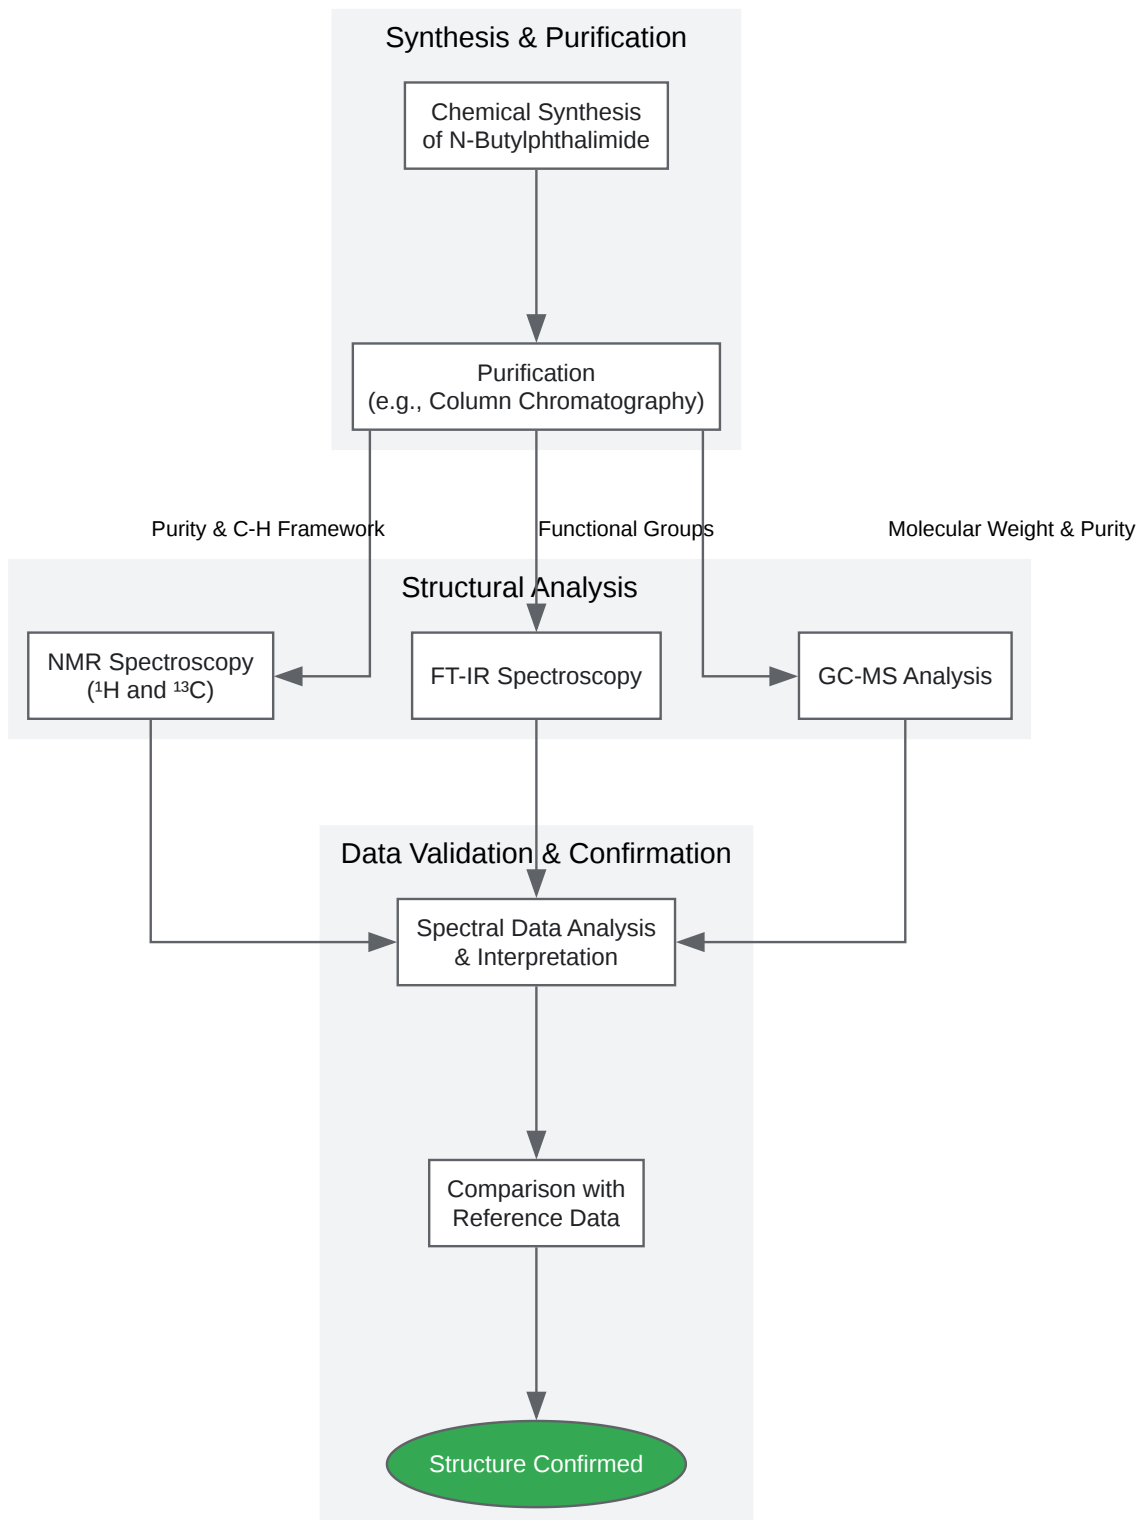 Synthesis & Purification
Chemical Synthesis
of N-Butylphthalimide
Purification
(e.g., Column Chromatography)
Purity & C-H Framework
Functional Groups
Molecular Weight & Purity
Structural Analysis
NMR Spectroscopy
(¹H and ¹³C)
FT-IR Spectroscopy
GC-MS Analysis
Data Validation & Confirmation
Spectral Data Analysis
& Interpretation
Comparison with
Reference Data
Structure Confirmed